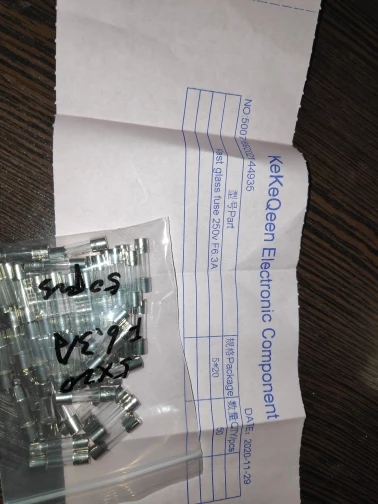 KeKeQeen Electronic Component
DATE: 2020-11-29
型号Part
规格Package
数量QTY/pcs
fast glass fuse 250v F6.3A
5*20
50
50pcs
F6.3A
5X20